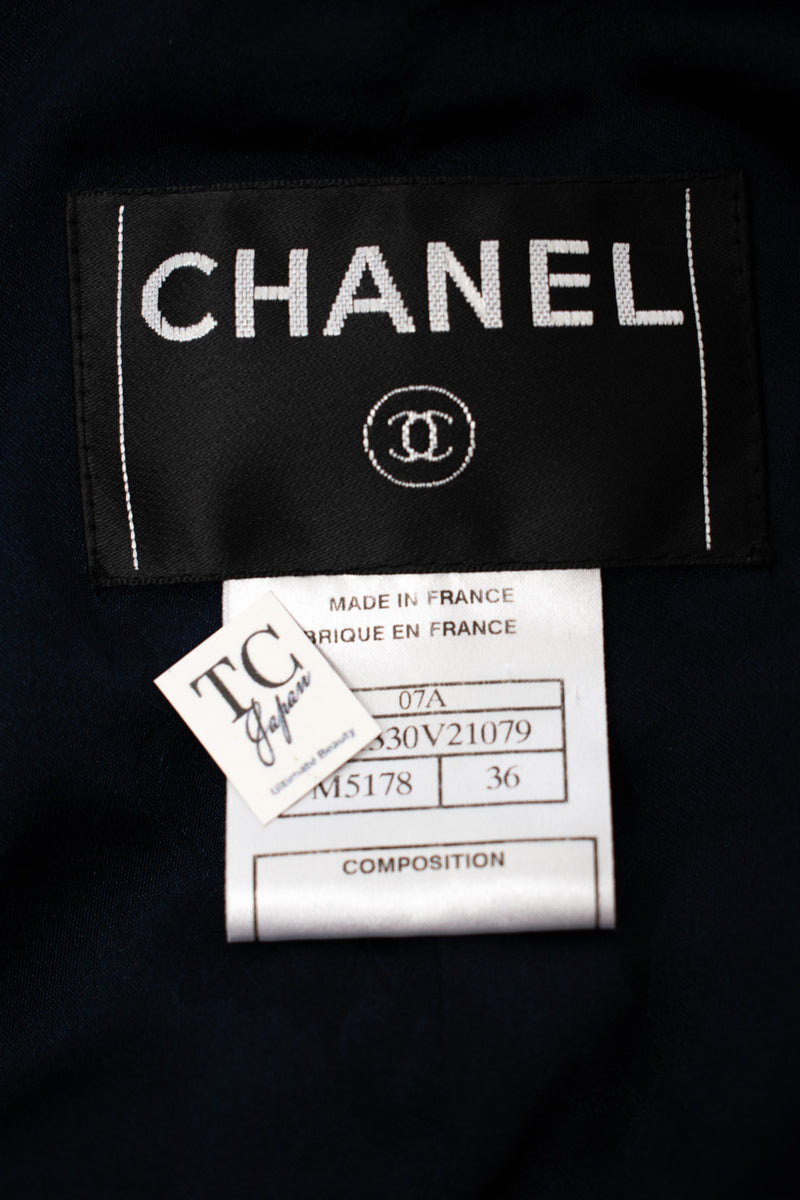 CHANEL
MADE IN FRANCE
BRIQUE EN FRANCE
TC
Japan
Ultimate Beauty
07A
330V21079
M5178 36
COMPOSITION